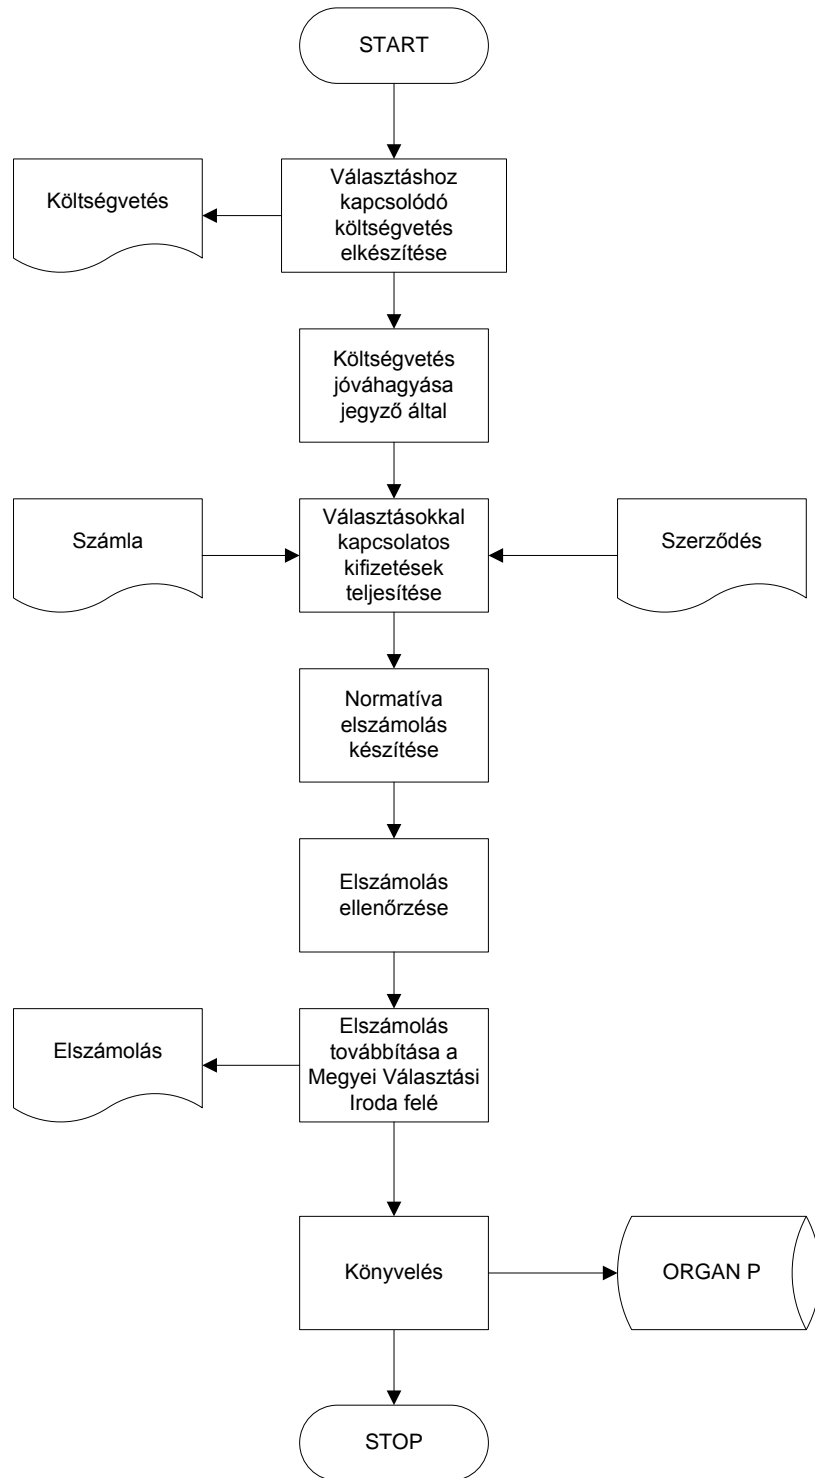 START
Költségvetés
Választáshoz
kapcsolódó
költségvetés
elkészítése
Költségvetés
jóváhagyása
jegyző által
Számla
Választásokkal
kapcsolatos
kifizetések
teljesítése
Szerződés
Normatíva
elszámolás
készítése
Elszámolás
ellenőrzése
Elszámolás
Elszámolás
továbbítása a
Megyei Választási
Iroda felé
Könyvelés
ORGAN P
STOP